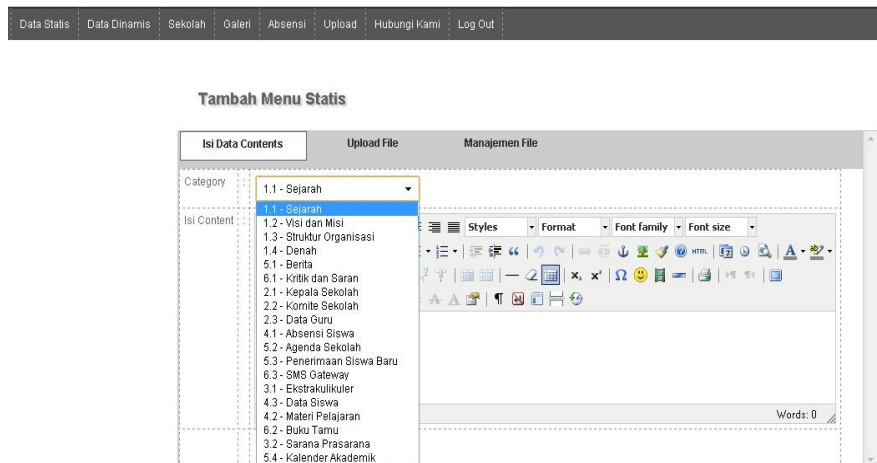 Data Statis Data Dinamis Sekolah Galeri Absensi Upload Hubungi Kami Log Out
Tambah Menu Statis
Isi Data Contents Upload File Manajemen File
Category : 1.1 - Sejarah
1.1 - Sejarah
Isi Content : Styles Format Font family Font size
1.2 - Visi dan Misi
1.3 - Struktur Organisasi
HTML
1.4 - Denah
5.1 - Berita
6.1 - Kritik dan Saran
2.1 - Kepala Sekolah
2.2 - Komite Sekolah
2.3 - Data Guru
4.1 - Absensi Siswa
5.2 - Agenda Sekolah
5.3 - Penerimaan Siswa Baru
6.3 - SMS Gateway
3.1 - Ekstrakulikuler
4.3 - Data Siswa
4.2 - Materi Pelajaran
Words: 0
6.2 - Buku Tamu
3.2 - Sarana Prasarana
5.4 - Kalender Akademik